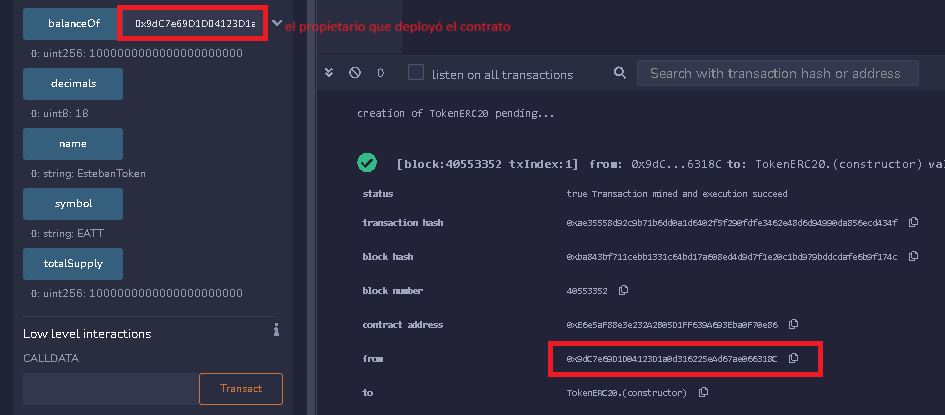 balanceOf
0x9dC7e69D1D04123D1a
el propietario que deployó el contrato
0: uint256: 1000000000000000000000
decimals
0: uint8: 18
name
0: string: EstebanToken
symbol
0: string: EATT
totalSupply
0: uint256: 1000000000000000000000
Low level interactions
CALLDATA
Transact
0
listen on all transactions
Search with transaction hash or address
creation of TokenERC20 pending...
[block:40553352 txIndex:1] from: 0x9dC...6318C to: TokenERC20.(constructor) va
status
true Transaction mined and execution succeed
transaction hash
0xae35558d92c9b71b6dd0a1d6402f5f290fdfe3462e48d6d94990da856ecd434f
block hash
0xba843bf711cebb1331c64bd17a608ed4d9d7f1e20c1bd979bddcdafe6b9f174c
block number
40553352
contract address
0xE6e5aF88e3e232A2B05D1FF639A693Eba0F70e86
from
0x9dC7e69D1D04123D1a0d316225eAd67ae066318C
to
TokenERC20.(constructor)